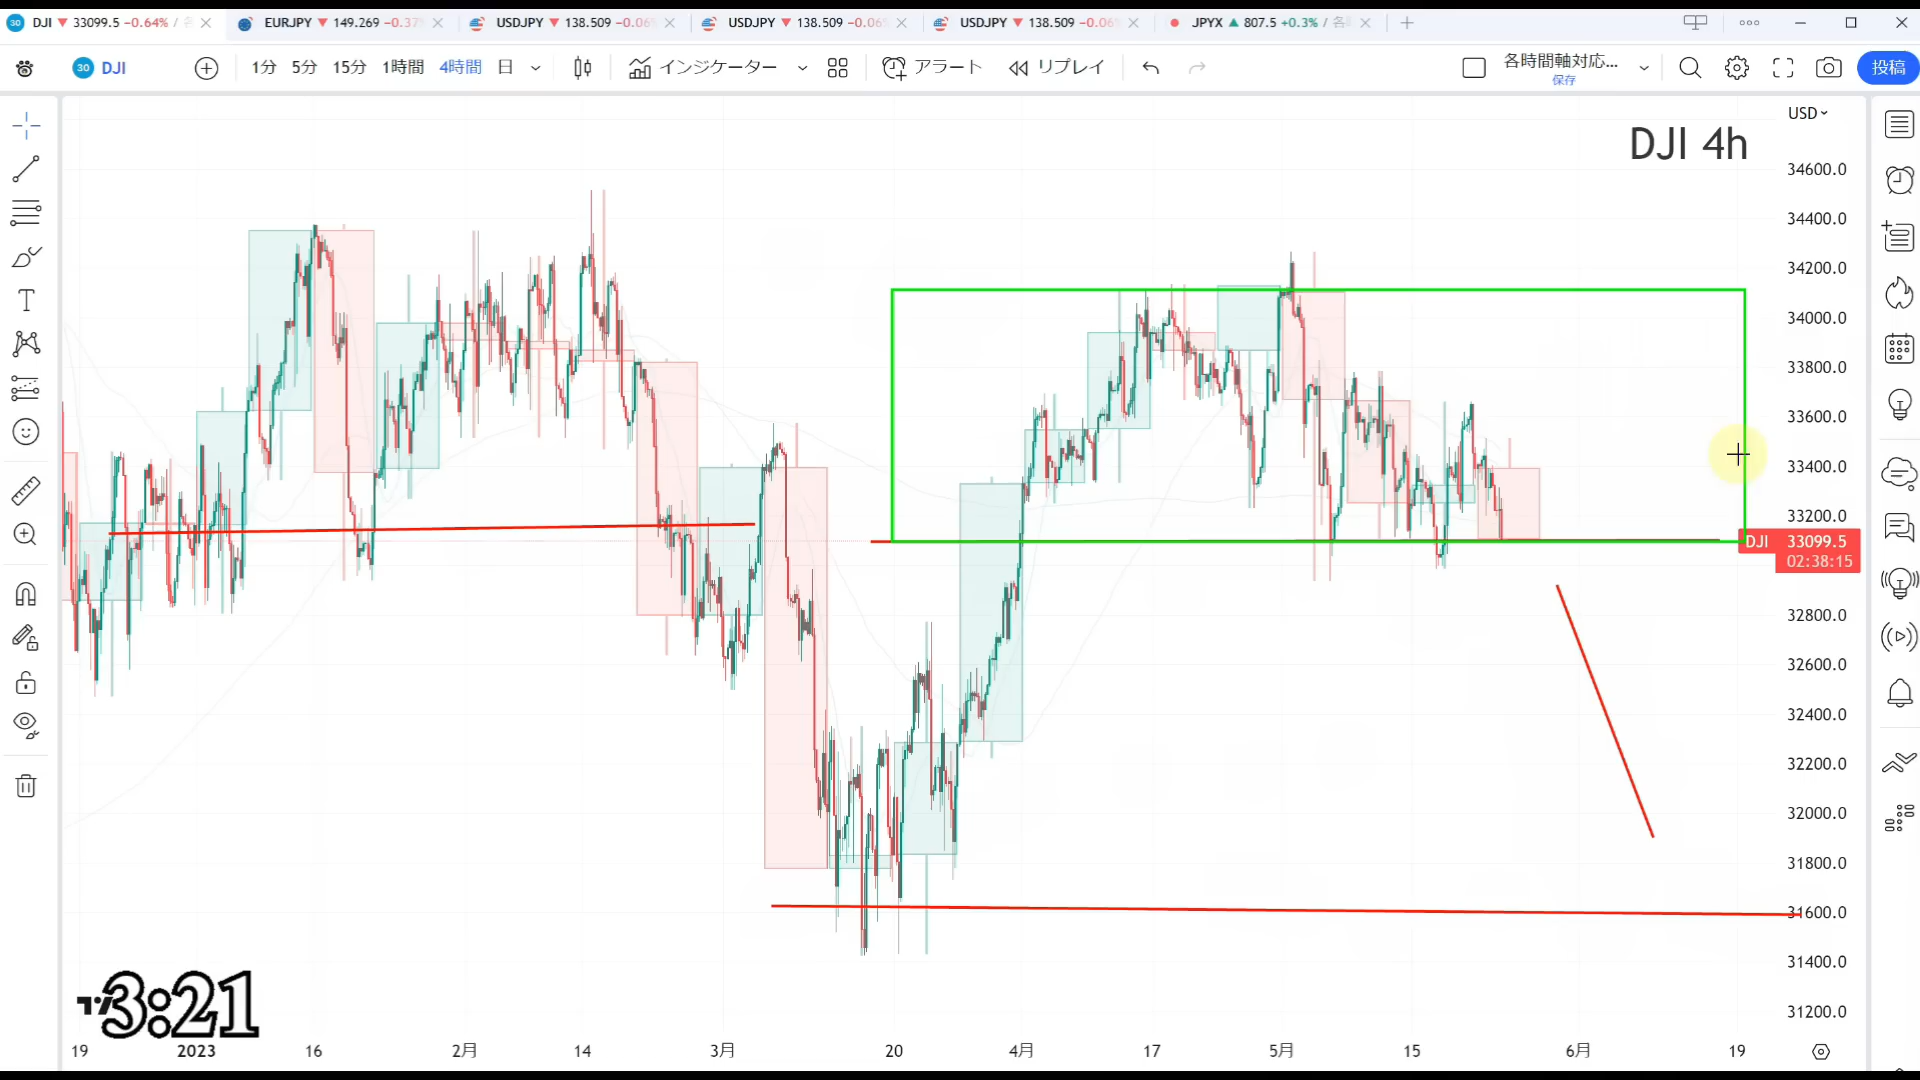 30 DJI ▼ 33099.5 −0.64% / 各
EURJPY ▼ 149.269 −0.37%
USDJPY ▼ 138.509 −0.06%
USDJPY ▼ 138.509 −0.06%
USDJPY ▼ 138.509 −0.06%
JPYX ▲ 807.5 +0.3% / 各
30 DJI
1分 5分 15分 1時間 4時間 日
インジケーター
アラート
リプレイ
各時間軸対応...
保存
投稿
USD
DJI 4h
34600.0
34400.0
34200.0
34000.0
33800.0
33600.0
33400.0
33200.0
DJI 33099.5
02:38:15
32800.0
32600.0
32400.0
32200.0
32000.0
31800.0
31600.0
31400.0
31200.0
3:21
19 2023 16 2月 14 3月 20 4月 17 5月 15 6月 19